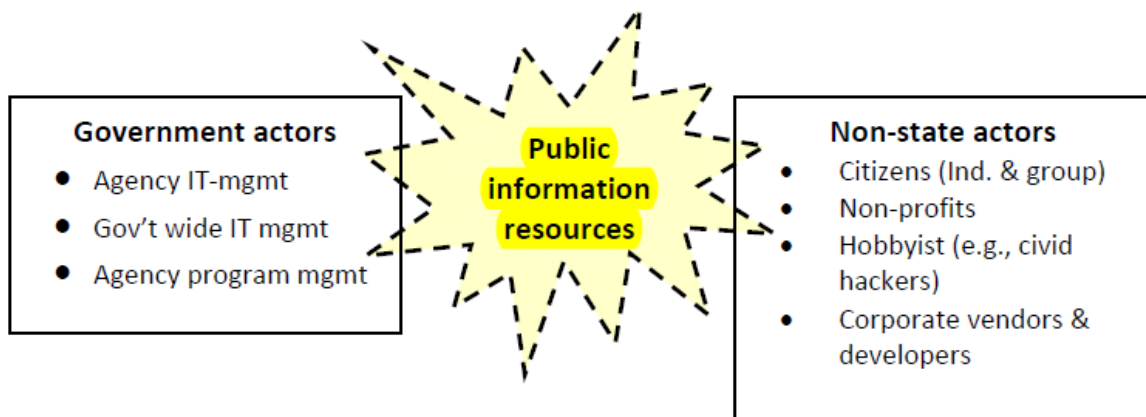 Government actors
● Agency IT-mgmt
● Gov't wide IT mgmt
● Agency program mgmt
Public
information
resources
Non-state actors
• Citizens (Ind. & group)
• Non-profits
• Hobbyist (e.g., civid
hackers)
• Corporate vendors &
developers